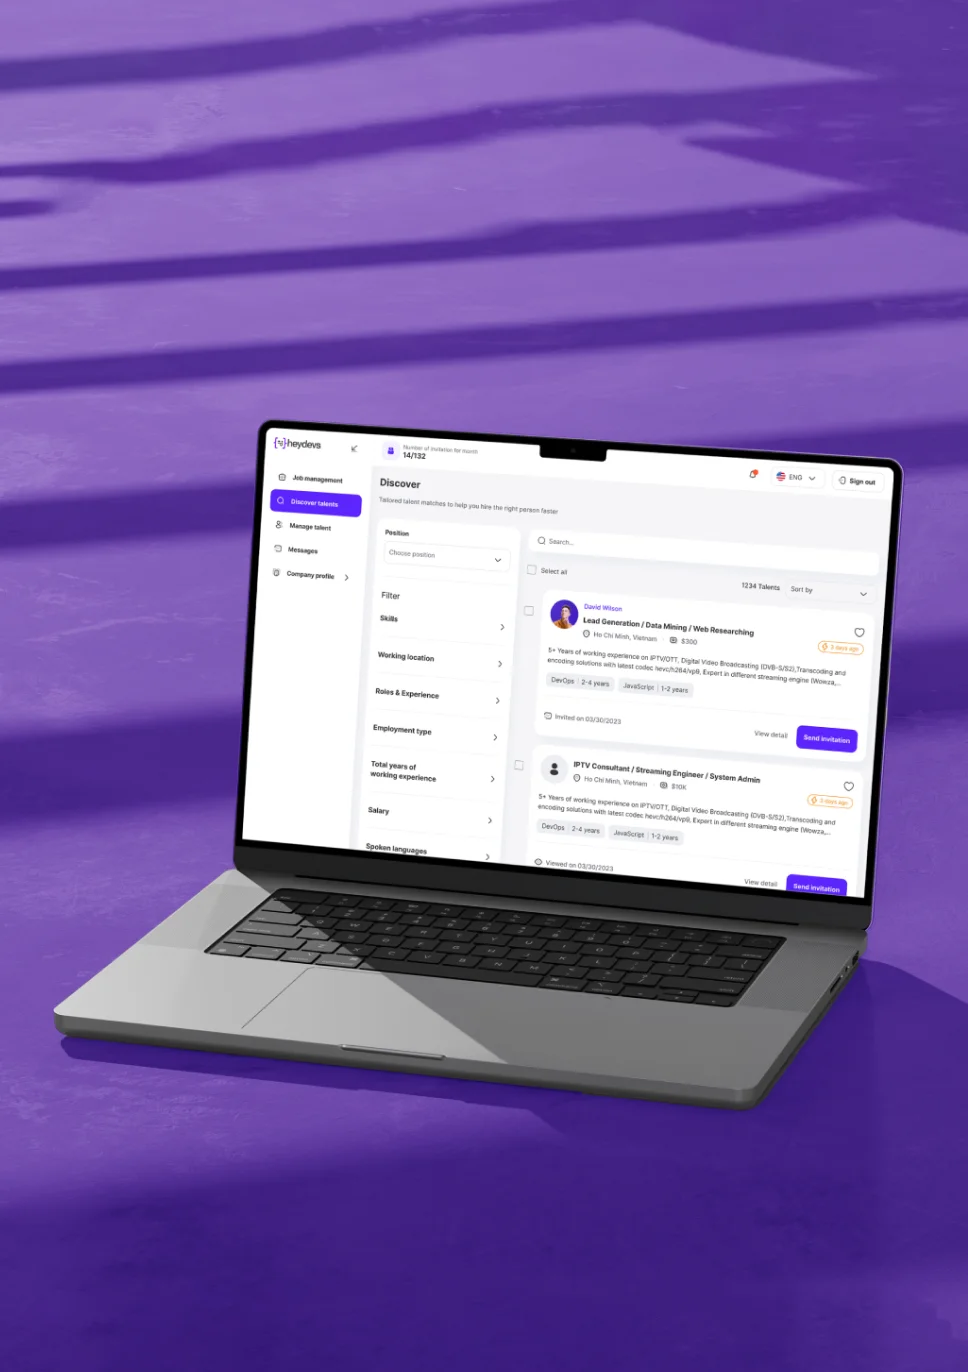 heydevs
Number of invitation for month
14/132
ENG
Sign out
Job management
Discover talents
Manage talent
Messages
Company profile
Discover
Tailored talent matches to help you hire the right person faster
Position
Choose position
Filter
Skills
Working location
Roles & Experience
Employment type
Total years of
working experience
Salary
Spoken languages
Search...
Select all
1234 Talents
Sort by
David Wilson
Lead Generation / Data Mining / Web Researching
Ho Chi Minh, Vietnam
$300
3 days ago
5+ Years of working experience on IPTV/OTT, Digital Video Broadcasting (DVB-S/S2),Transcoding and
encoding solutions with latest codec hevc/h264/vp9, Expert in different streaming engine (Wowza,...
DevOps 2-4 years JavaScript 1-2 years
Invited on 03/30/2023
View detail
Send invitation
IPTV Consultant / Streaming Engineer / System Admin
Ho Chi Minh, Vietnam
$10K
3 days ago
5+ Years of working experience on IPTV/OTT, Digital Video Broadcasting (DVB-S/S2),Transcoding and
encoding solutions with latest codec hevc/h264/vp9, Expert in different streaming engine (Wowza,...
DevOps 2-4 years JavaScript 1-2 years
Viewed on 03/30/2023
View detail
Send invitation